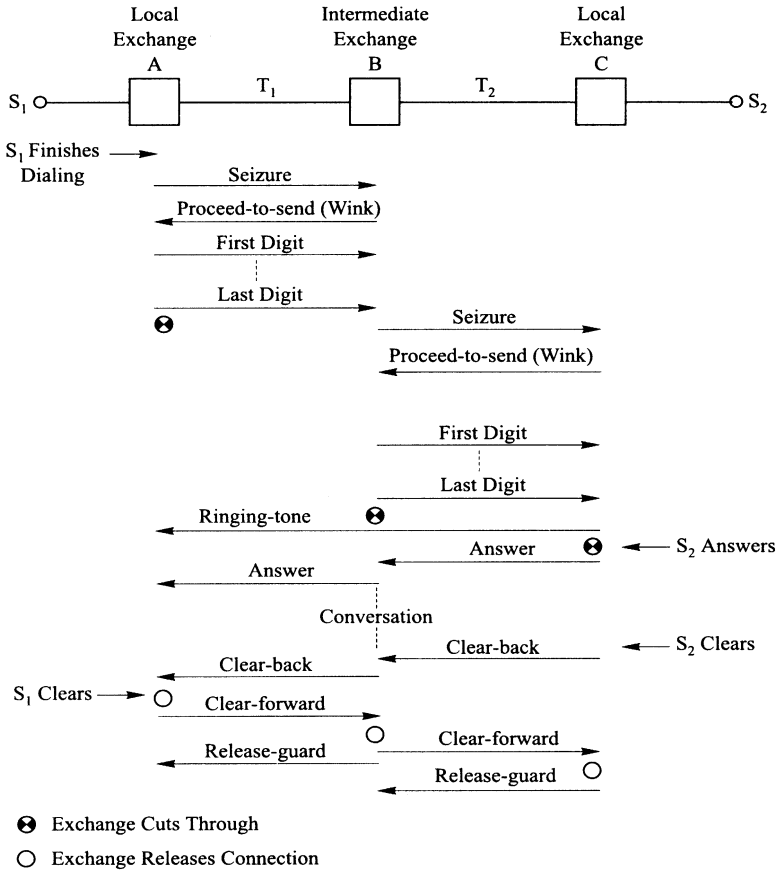 Local Intermediate Local
Exchange Exchange Exchange
A B C
S1 T1 T2 S2
S1 Finishes
Dialing
Seizure
Proceed-to-send (Wink)
First Digit
Last Digit
Seizure
Proceed-to-send (Wink)
First Digit
Last Digit
Ringing-tone
Answer S2 Answers
Answer
Conversation
Clear-back S2 Clears
Clear-back
S1 Clears
Clear-forward
Clear-forward
Release-guard
Release-guard
Exchange Cuts Through
Exchange Releases Connection